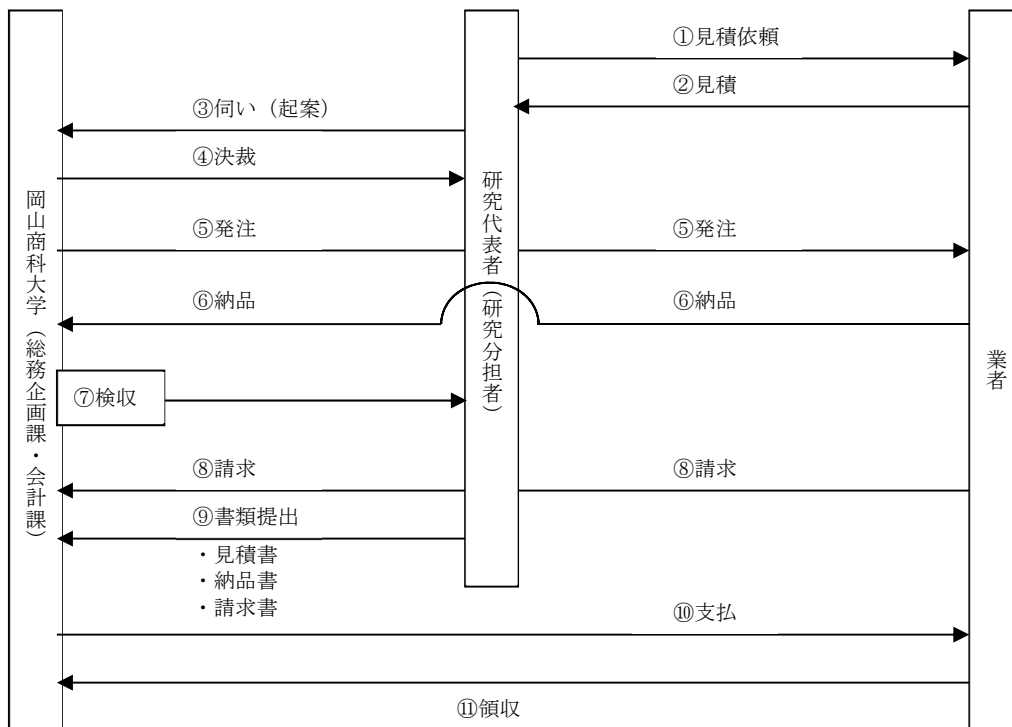 ①見積依頼
②見積
③伺い（起案）
④決裁
⑤発注
⑤発注
⑥納品
⑥納品
⑦検収
⑧請求
⑧請求
⑨書類提出
・見積書
・納品書
・請求書
⑩支払
⑪領収
岡山商科大学（総務企画課・会計課）
研究代表者（研究分担者）
業者